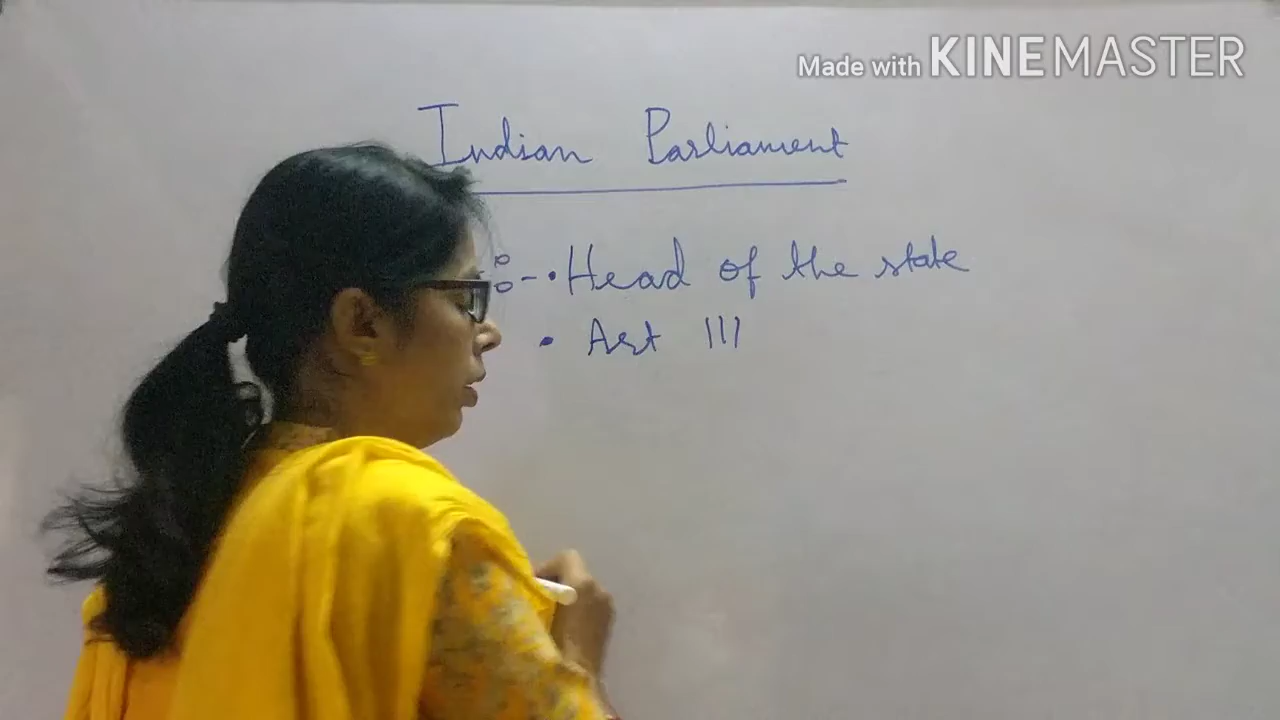 Made with KINEMASTER
Indian Parliament
:- • Head of the state
• Art 111